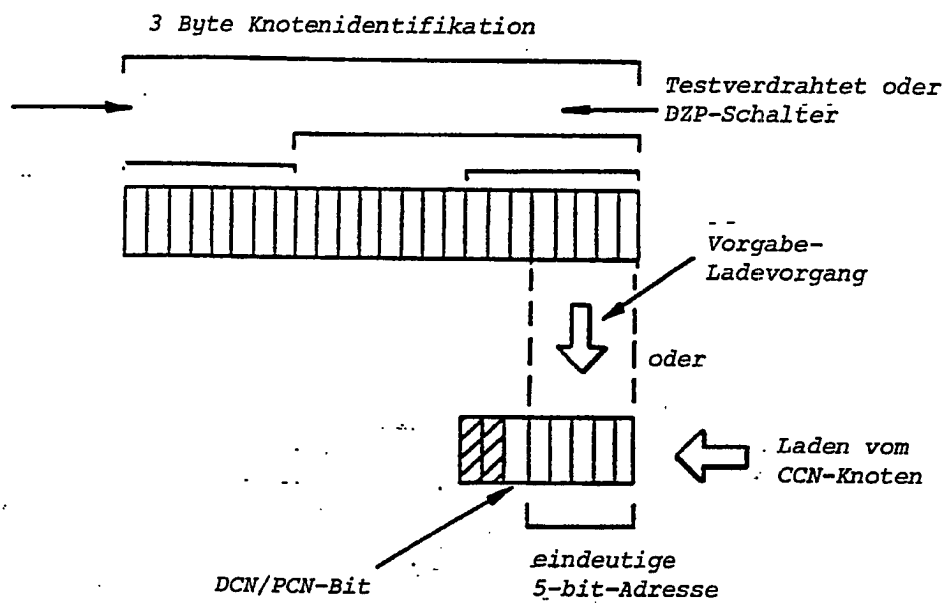 3 Byte Knotenidentifikation
Testverdrahtet oder
DZP-Schalter
Vorgabe-
Ladevorgang
oder
Laden vom
CCN-Knoten
DCN/PCN-Bit
eindeutige
5-bit-Adresse